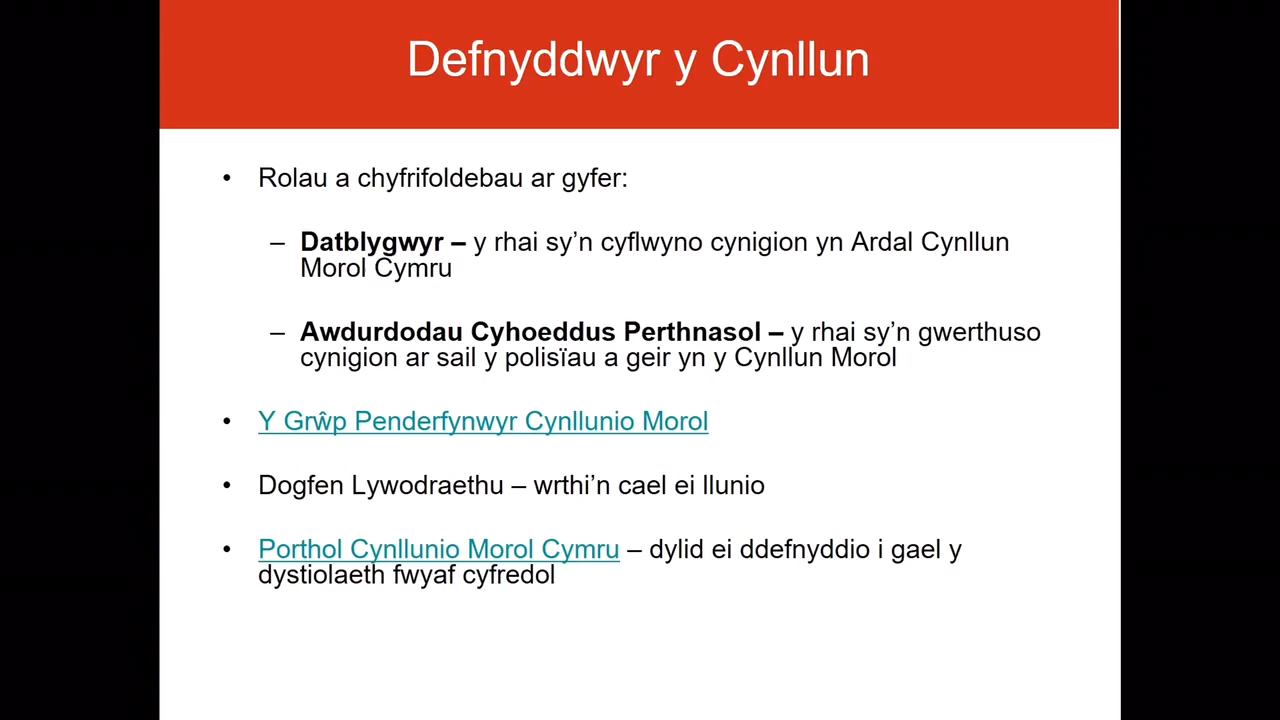 Defnyddwyr y Cynllun
• Rolau a chyfrifoldebau ar gyfer:
– Datblygwyr – y rhai sy’n cyflwyno cynigion yn Ardal Cynllun
Morol Cymru
– Awdurdodau Cyhoeddus Perthnasol – y rhai sy’n gwerthuso
cynigion ar sail y polisïau a geir yn y Cynllun Morol
• Y Grŵp Penderfynwyr Cynllunio Morol
• Dogfen Lywodraethu – wrthi’n cael ei llunio
• Porthol Cynllunio Morol Cymru – dylid ei ddefnyddio i gael y
dystiolaeth fwyaf cyfredol